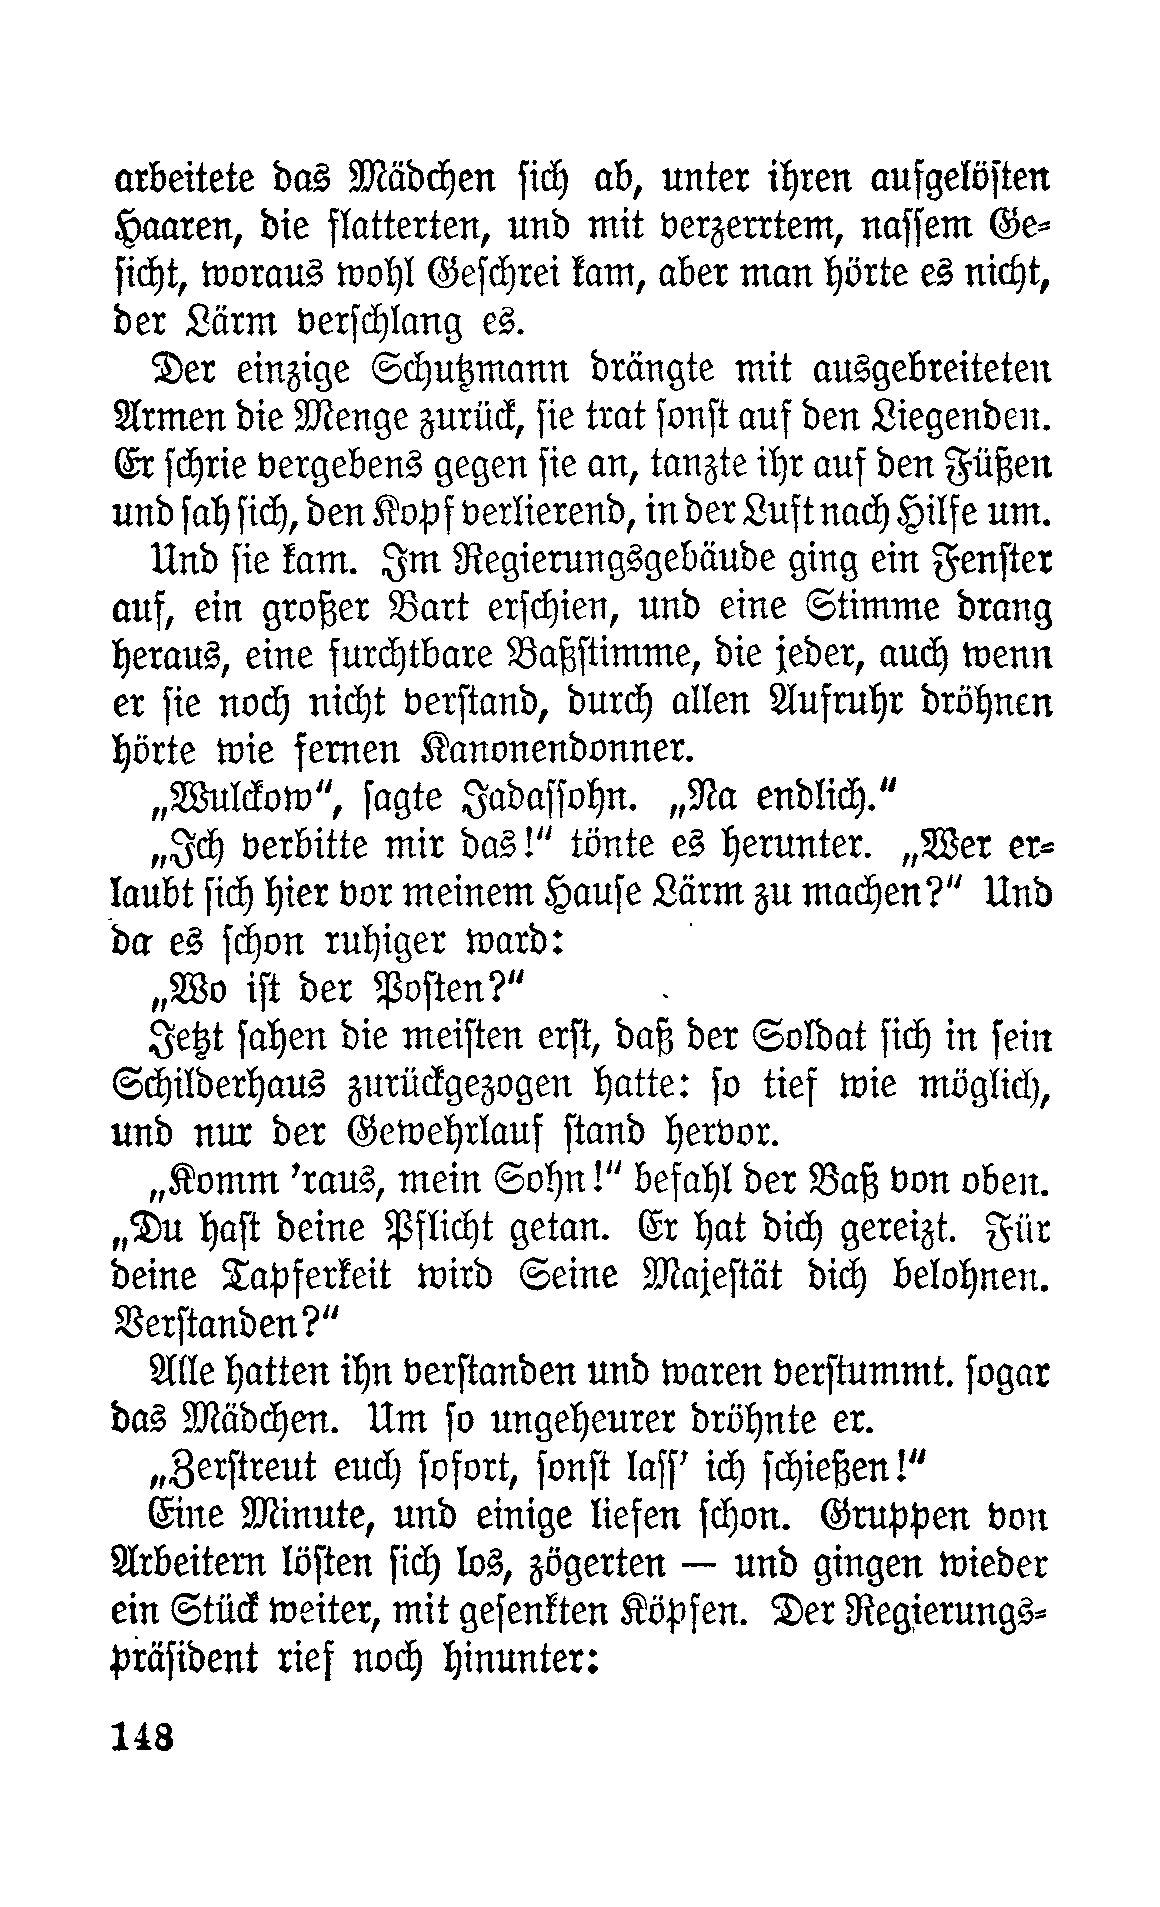 arbeitete das Mädchen sich ab, unter ihren aufgelösten
Haaren, die flatterten, und mit verzerrtem, nassem Ge-
sicht, woraus wohl Geschrei kam, aber man hörte es nicht,
der Lärm verschlang es.
Der einzige Schutzmann drängte mit ausgebreiteten
Armen die Menge zurück, sie trat sonst auf den Liegenden.
Er schrie vergebens gegen sie an, tanzte ihr auf den Füßen
und sah sich, den Kopf verlierend, in der Luft nach Hilfe um.
Und sie kam. Im Regierungsgebäude ging ein Fenster
auf, ein großer Bart erschien, und eine Stimme drang
heraus, eine furchtbare Baßstimme, die jeder, auch wenn
er sie noch nicht verstand, durch allen Aufruhr dröhnen
hörte wie fernen Kanonendonner.
„Wulckow“, sagte Jadassohn. „Na endlich.“
„Ich verbitte mir das!“ tönte es herunter. „Wer er-
laubt sich hier vor meinem Hause Lärm zu machen?“ Und
da es schon ruhiger ward:
„Wo ist der Posten?“
Jetzt sahen die meisten erst, daß der Soldat sich in sein
Schilderhaus zurückgezogen hatte: so tief wie möglich,
und nur der Gewehrlauf stand hervor.
„Komm ’raus, mein Sohn!“ befahl der Baß von oben.
„Du hast deine Pflicht getan. Er hat dich gereizt. Für
deine Tapferkeit wird Seine Majestät dich belohnen.
Verstanden?“
Alle hatten ihn verstanden und waren verstummt. sogar
das Mädchen. Um so ungeheurer dröhnte er.
„Zerstreut euch sofort, sonst lass’ ich schießen!“
Eine Minute, und einige liefen schon. Gruppen von
Arbeitern lösten sich los, zögerten — und gingen wieder
ein Stück weiter, mit gesenkten Köpfen. Der Regierungs-
präsident rief noch hinunter:
148